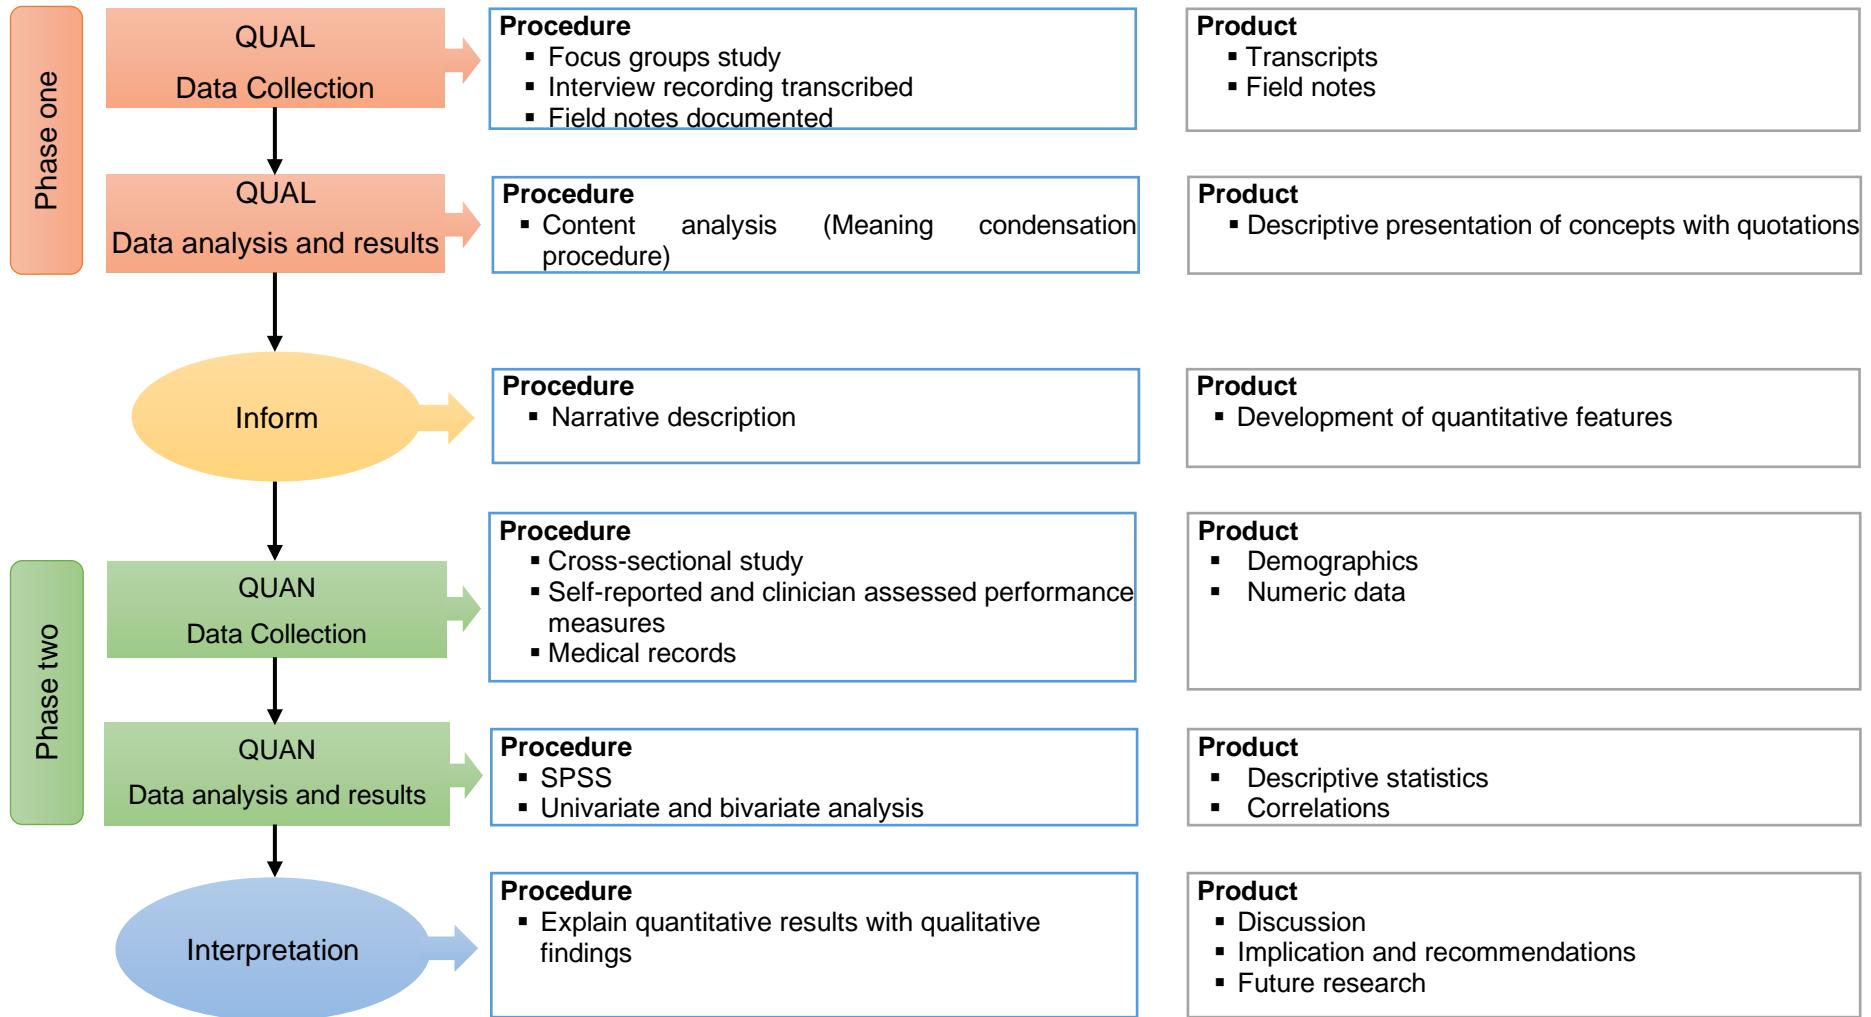 Phase one
QUAL
Data Collection
Procedure
▪ Focus groups study
▪ Interview recording transcribed
▪ Field notes documented
Product
▪ Transcripts
▪ Field notes
QUAL
Data analysis and results
Procedure
▪ Content analysis (Meaning condensation
procedure)
Product
▪ Descriptive presentation of concepts with quotations
Inform
Procedure
▪ Narrative description
Product
▪ Development of quantitative features
Phase two
QUAN
Data Collection
Procedure
▪ Cross-sectional study
▪ Self-reported and clinician assessed performance
measures
▪ Medical records
Product
▪ Demographics
▪ Numeric data
QUAN
Data analysis and results
Procedure
▪ SPSS
▪ Univariate and bivariate analysis
Product
▪ Descriptive statistics
▪ Correlations
Interpretation
Procedure
▪ Explain quantitative results with qualitative
findings
Product
▪ Discussion
▪ Implication and recommendations
▪ Future research